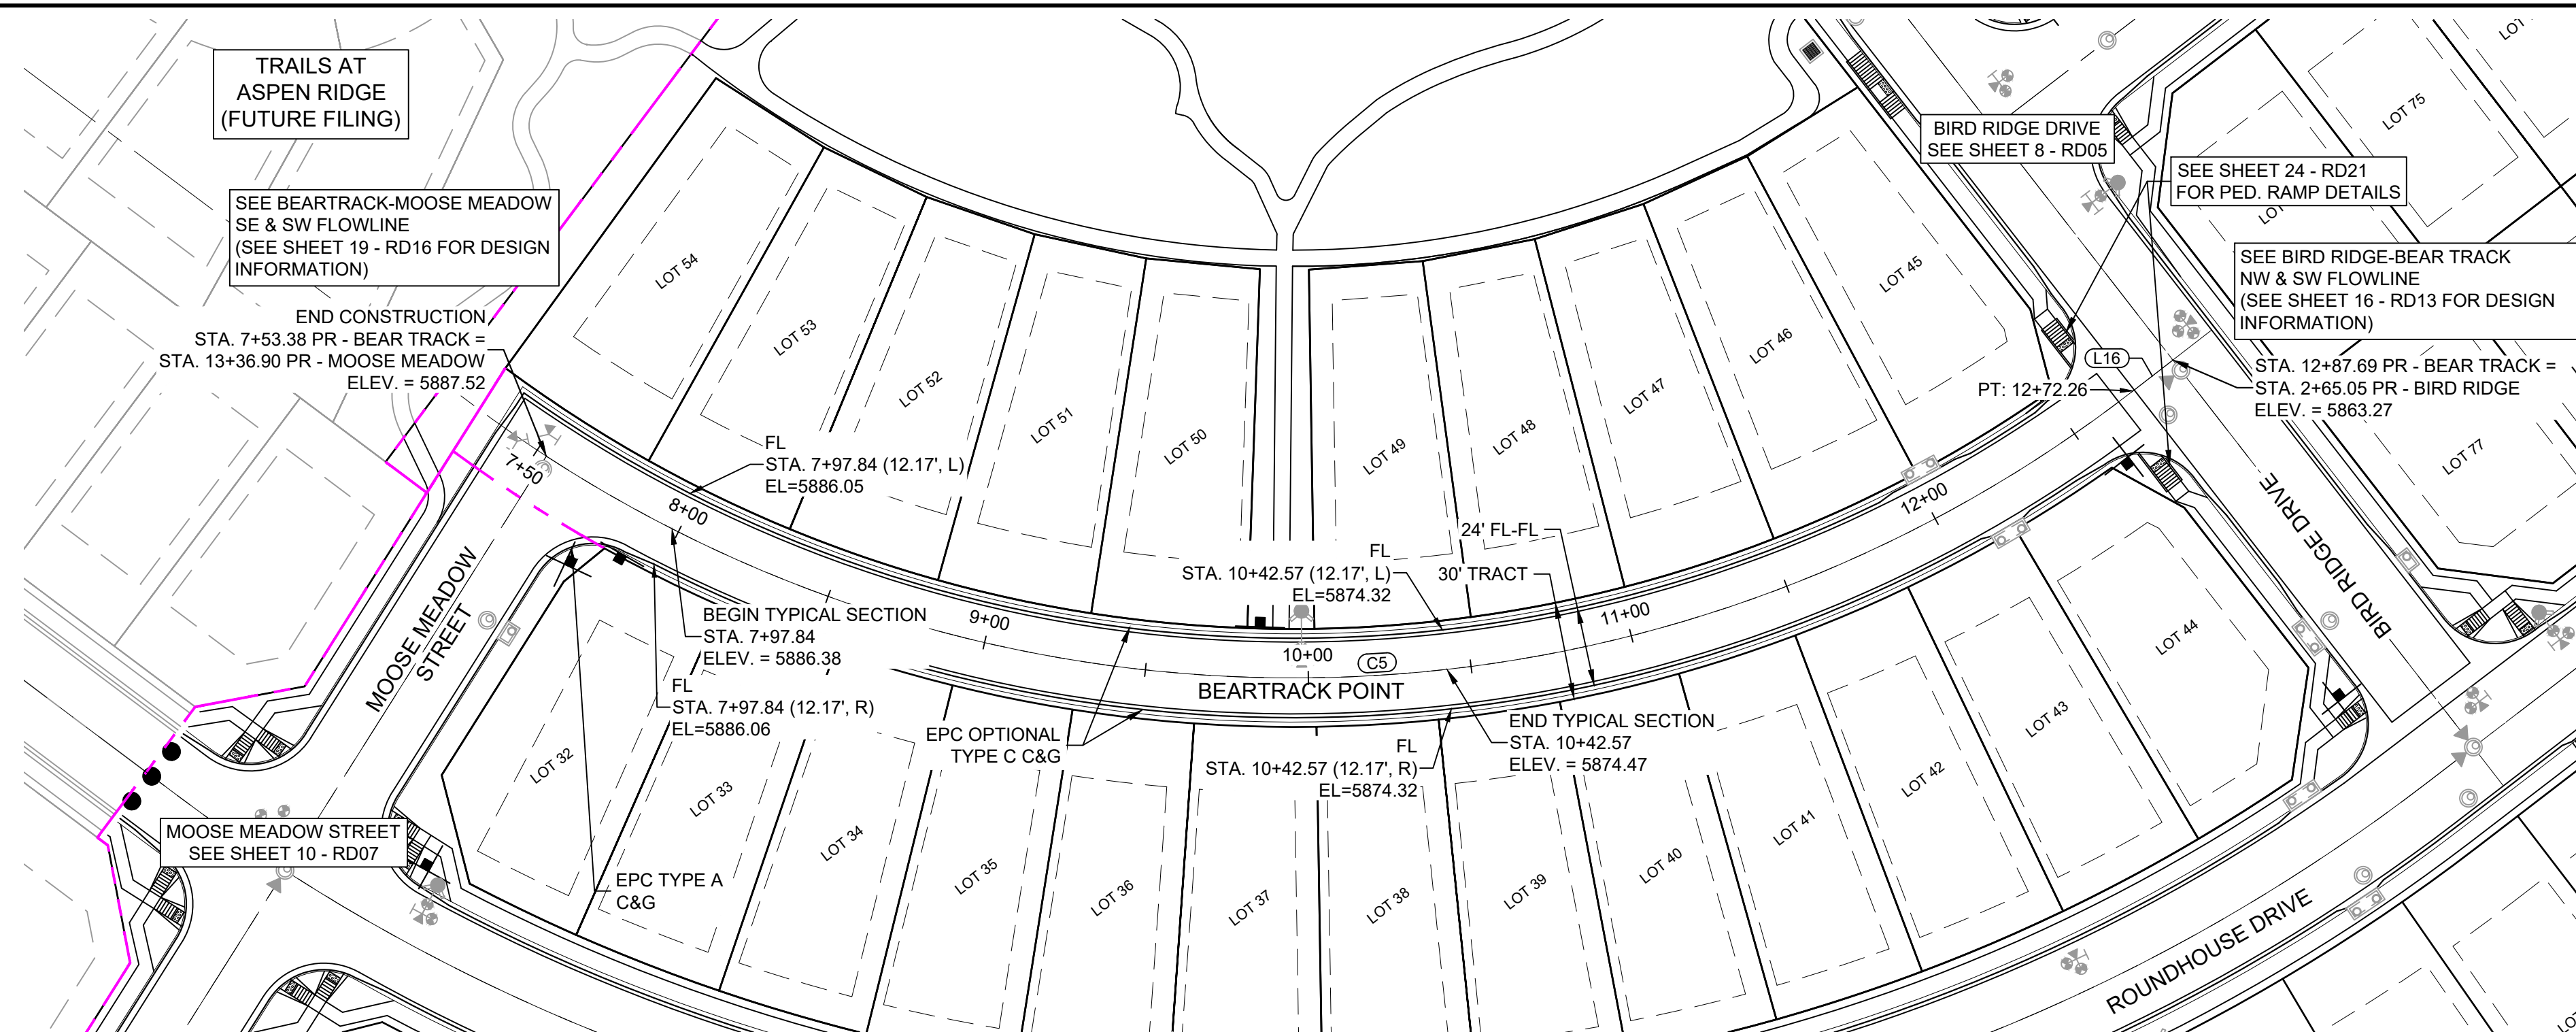 TRAILS AT
ASPEN RIDGE
(FUTURE FILING)
SEE BEARTRACK-MOOSE MEADOW
SE & SW FLOWLINE
(SEE SHEET 19 - RD16 FOR DESIGN
INFORMATION)
END CONSTRUCTION
STA. 7+53.38 PR - BEAR TRACK =
STA. 13+36.90 PR - MOOSE MEADOW
ELEV. = 5887.52
BIRD RIDGE DRIVE
SEE SHEET 8 - RD05
SEE SHEET 24 - RD21
FOR PED. RAMP DETAILS
SEE BIRD RIDGE-BEAR TRACK
NW & SW FLOWLINE
(SEE SHEET 16 - RD13 FOR DESIGN
INFORMATION)
STA. 12+87.69 PR - BEAR TRACK =
STA. 2+65.05 PR - BIRD RIDGE
ELEV. = 5863.27
L16
PT: 12+72.26
LOT 75
LOT 77
LOT 54
LOT 53
LOT 52
LOT 51
LOT 50
LOT 49
LOT 48
LOT 47
LOT 46
LOT 45
FL
STA. 7+97.84 (12.17', L)
EL=5886.05
7+50
8+00
9+00
10+00
11+00
12+00
C5
BEARTRACK POINT
FL
STA. 10+42.57 (12.17', L)
EL=5874.32
24' FL-FL
30' TRACT
BEGIN TYPICAL SECTION
STA. 7+97.84
ELEV. = 5886.38
FL
STA. 7+97.84 (12.17', R)
EL=5886.06
EPC OPTIONAL
TYPE C C&G
FL
STA. 10+42.57 (12.17', R)
EL=5874.32
END TYPICAL SECTION
STA. 10+42.57
ELEV. = 5874.47
MOOSE MEADOW
STREET
BIRD RIDGE DRIVE
BIRD RIDGE DRIVE
MOOSE MEADOW STREET
SEE SHEET 10 - RD07
EPC TYPE A
C&G
LOT 32
LOT 33
LOT 34
LOT 35
LOT 36
LOT 37
LOT 38
LOT 39
LOT 40
LOT 41
LOT 42
LOT 43
LOT 44
ROUNDHOUSE DRIVE